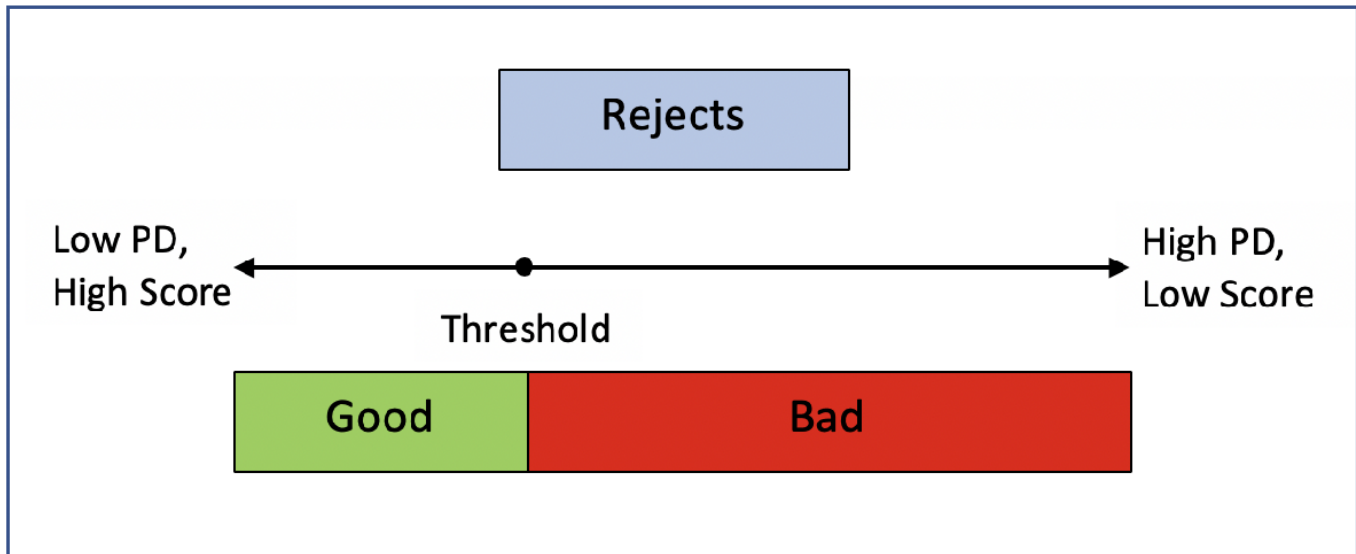 Rejects
Low PD,
High Score
High PD,
Low Score
Threshold
Good
Bad